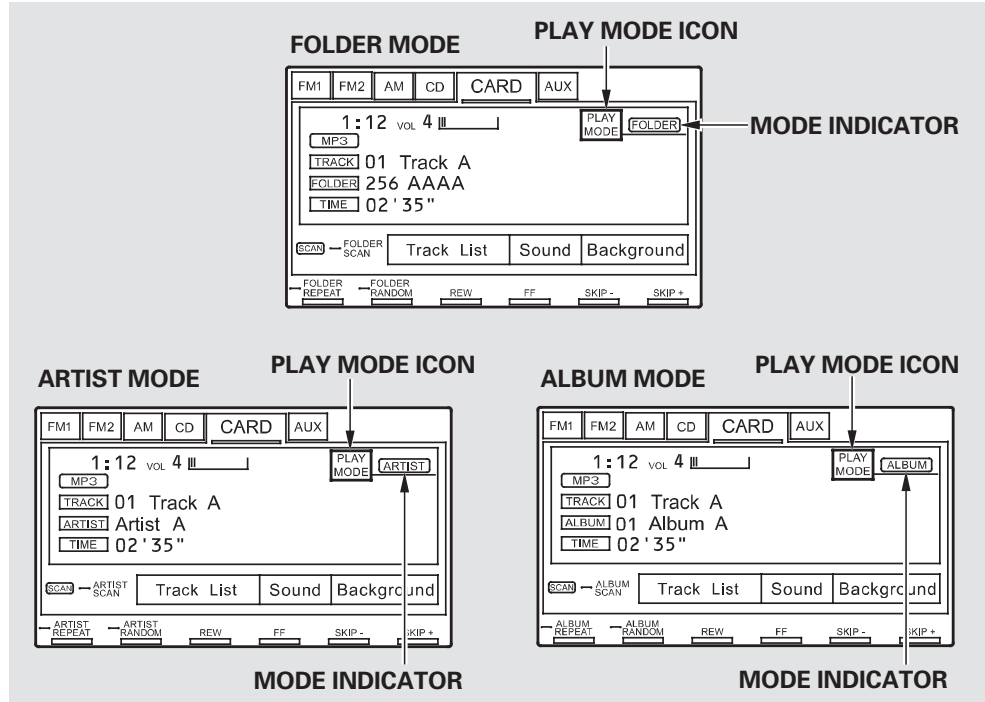 FOLDER MODE
PLAY MODE ICON
FM1 FM2 AM CD CARD AUX
1:12 VOL 4
PLAY MODE
FOLDER
MODE INDICATOR
MP3
TRACK 01 Track A
FOLDER 256 AAAA
TIME 02'35"
SCAN FOLDER SCAN Track List Sound Background
FOLDER REPEAT FOLDER RANDOM REW FF SKIP - SKIP +
ARTIST MODE
PLAY MODE ICON
FM1 FM2 AM CD CARD AUX
1:12 VOL 4
PLAY MODE
ARTIST
MP3
TRACK 01 Track A
ARTIST Artist A
TIME 02'35"
SCAN ARTIST SCAN Track List Sound Background
ARTIST REPEAT ARTIST RANDOM REW FF SKIP - SKIP +
MODE INDICATOR
ALBUM MODE
PLAY MODE ICON
FM1 FM2 AM CD CARD AUX
1:12 VOL 4
PLAY MODE
ALBUM
MP3
TRACK 01 Track A
ALBUM 01 Album A
TIME 02'35"
SCAN ALBUM SCAN Track List Sound Background
ALBUM REPEAT ALBUM RANDOM REW FF SKIP - SKIP +
MODE INDICATOR